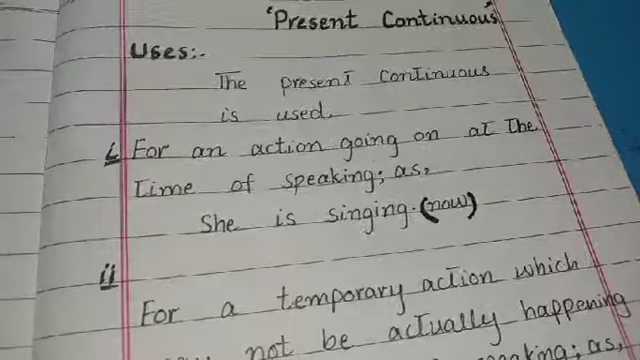 "Present Continuous"
Uses:-
The present continuous
is used.
i For an action going on at the
time of speaking; as,
She is singing. (now)
ii
For a temporary action which
not be actually happening
; as,